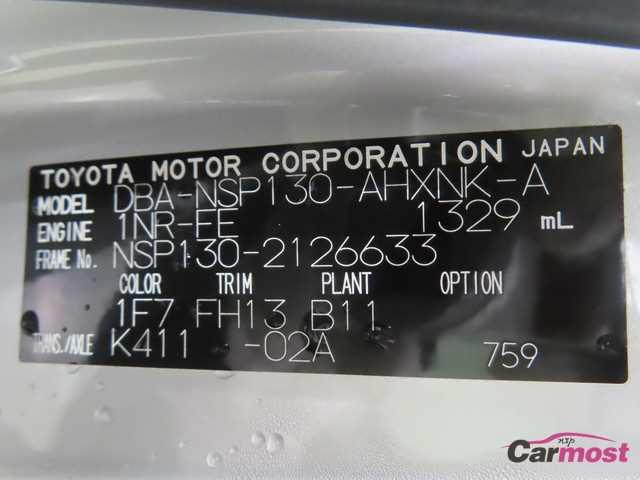 TOYOTA MOTOR CORPORATION JAPAN
MODEL DBA-NSP130-AHXNK-A
ENGINE 1NR-FE 1329 mL
FRAME No. NSP130-2126633
COLOR TRIM PLANT OPTION
1F7 FH13 B11
TRANS./AXLE K411 -02A 759
nsp
Carmost